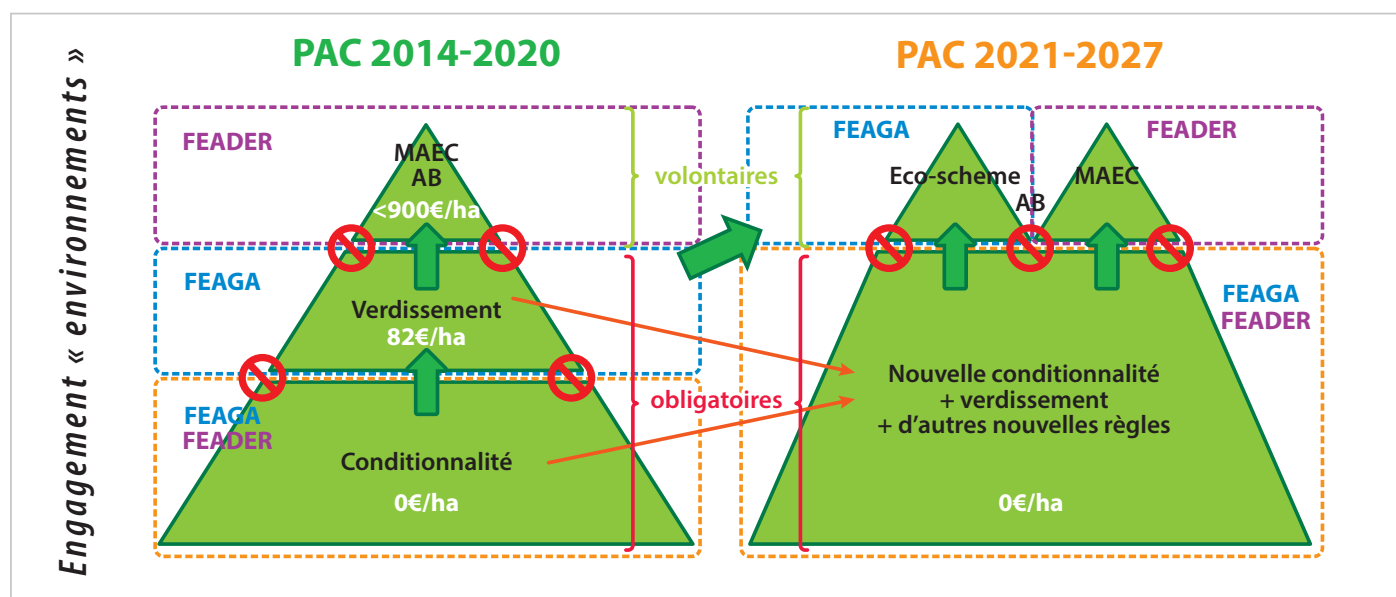 Engagement « environnements »
PAC 2014-2020
FEADER
MAEC
AB
<900€/ha
FEAGA
Verdissement
82€/ha
FEAGA
FEADER
Conditionnalité
0€/ha
volontaires
obligatoires
PAC 2021-2027
FEAGA
FEADER
Eco-scheme
MAEC
AB
FEAGA
FEADER
Nouvelle conditionnalité
+ verdissement
+ d’autres nouvelles règles
0€/ha